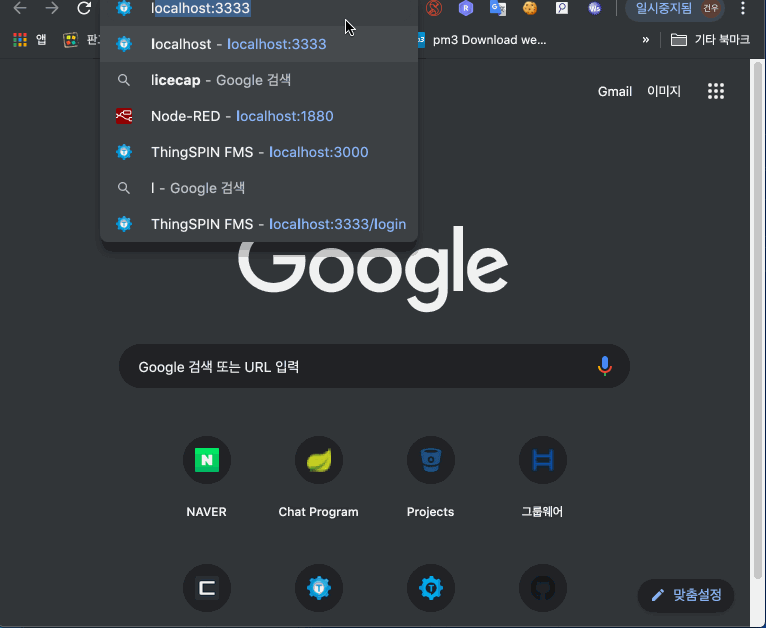 localhost:3333
일시중지됨 건우
localhost - localhost:3333
앱
pm3 Download we...
»
기타 북마크
licecap - Google 검색
Gmail 이미지
Node-RED - localhost:1880
ThingSPIN FMS - localhost:3000
l - Google 검색
ThingSPIN FMS - localhost:3333/login
Google
Google 검색 또는 URL 입력
N
NAVER
Chat Program
Projects
그룹웨어
맞춤설정